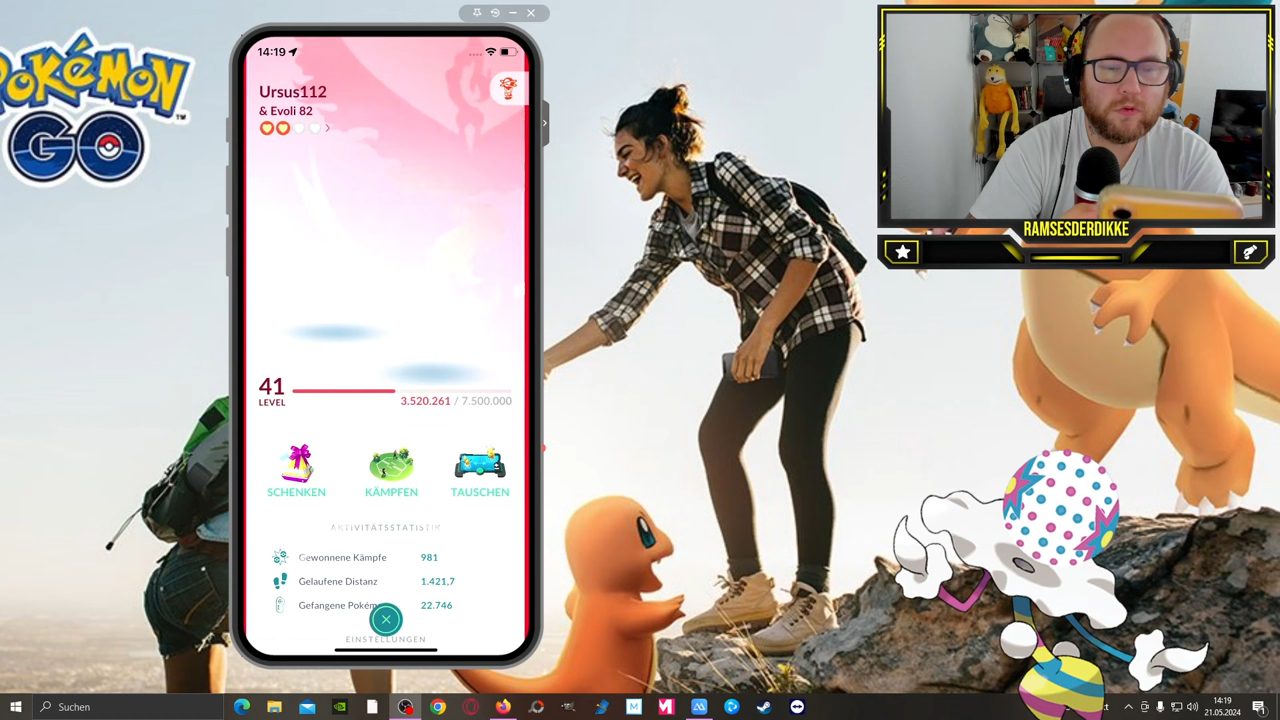 POKÉMON
GO
TM
14:19
Ursus112
& Evoli 82
41
LEVEL
3.520.261 / 7.500.000
SCHENKEN
KÄMPFEN
TAUSCHEN
AKTIVITÄTSSTATISTIK
Gewonnene Kämpfe 981
Gelaufene Distanz 1.421,7
Gefangene Pokém 22.746
EINSTELLUNGEN
RAMSESDERDIKKE
Suchen
14:19
21.05.2024